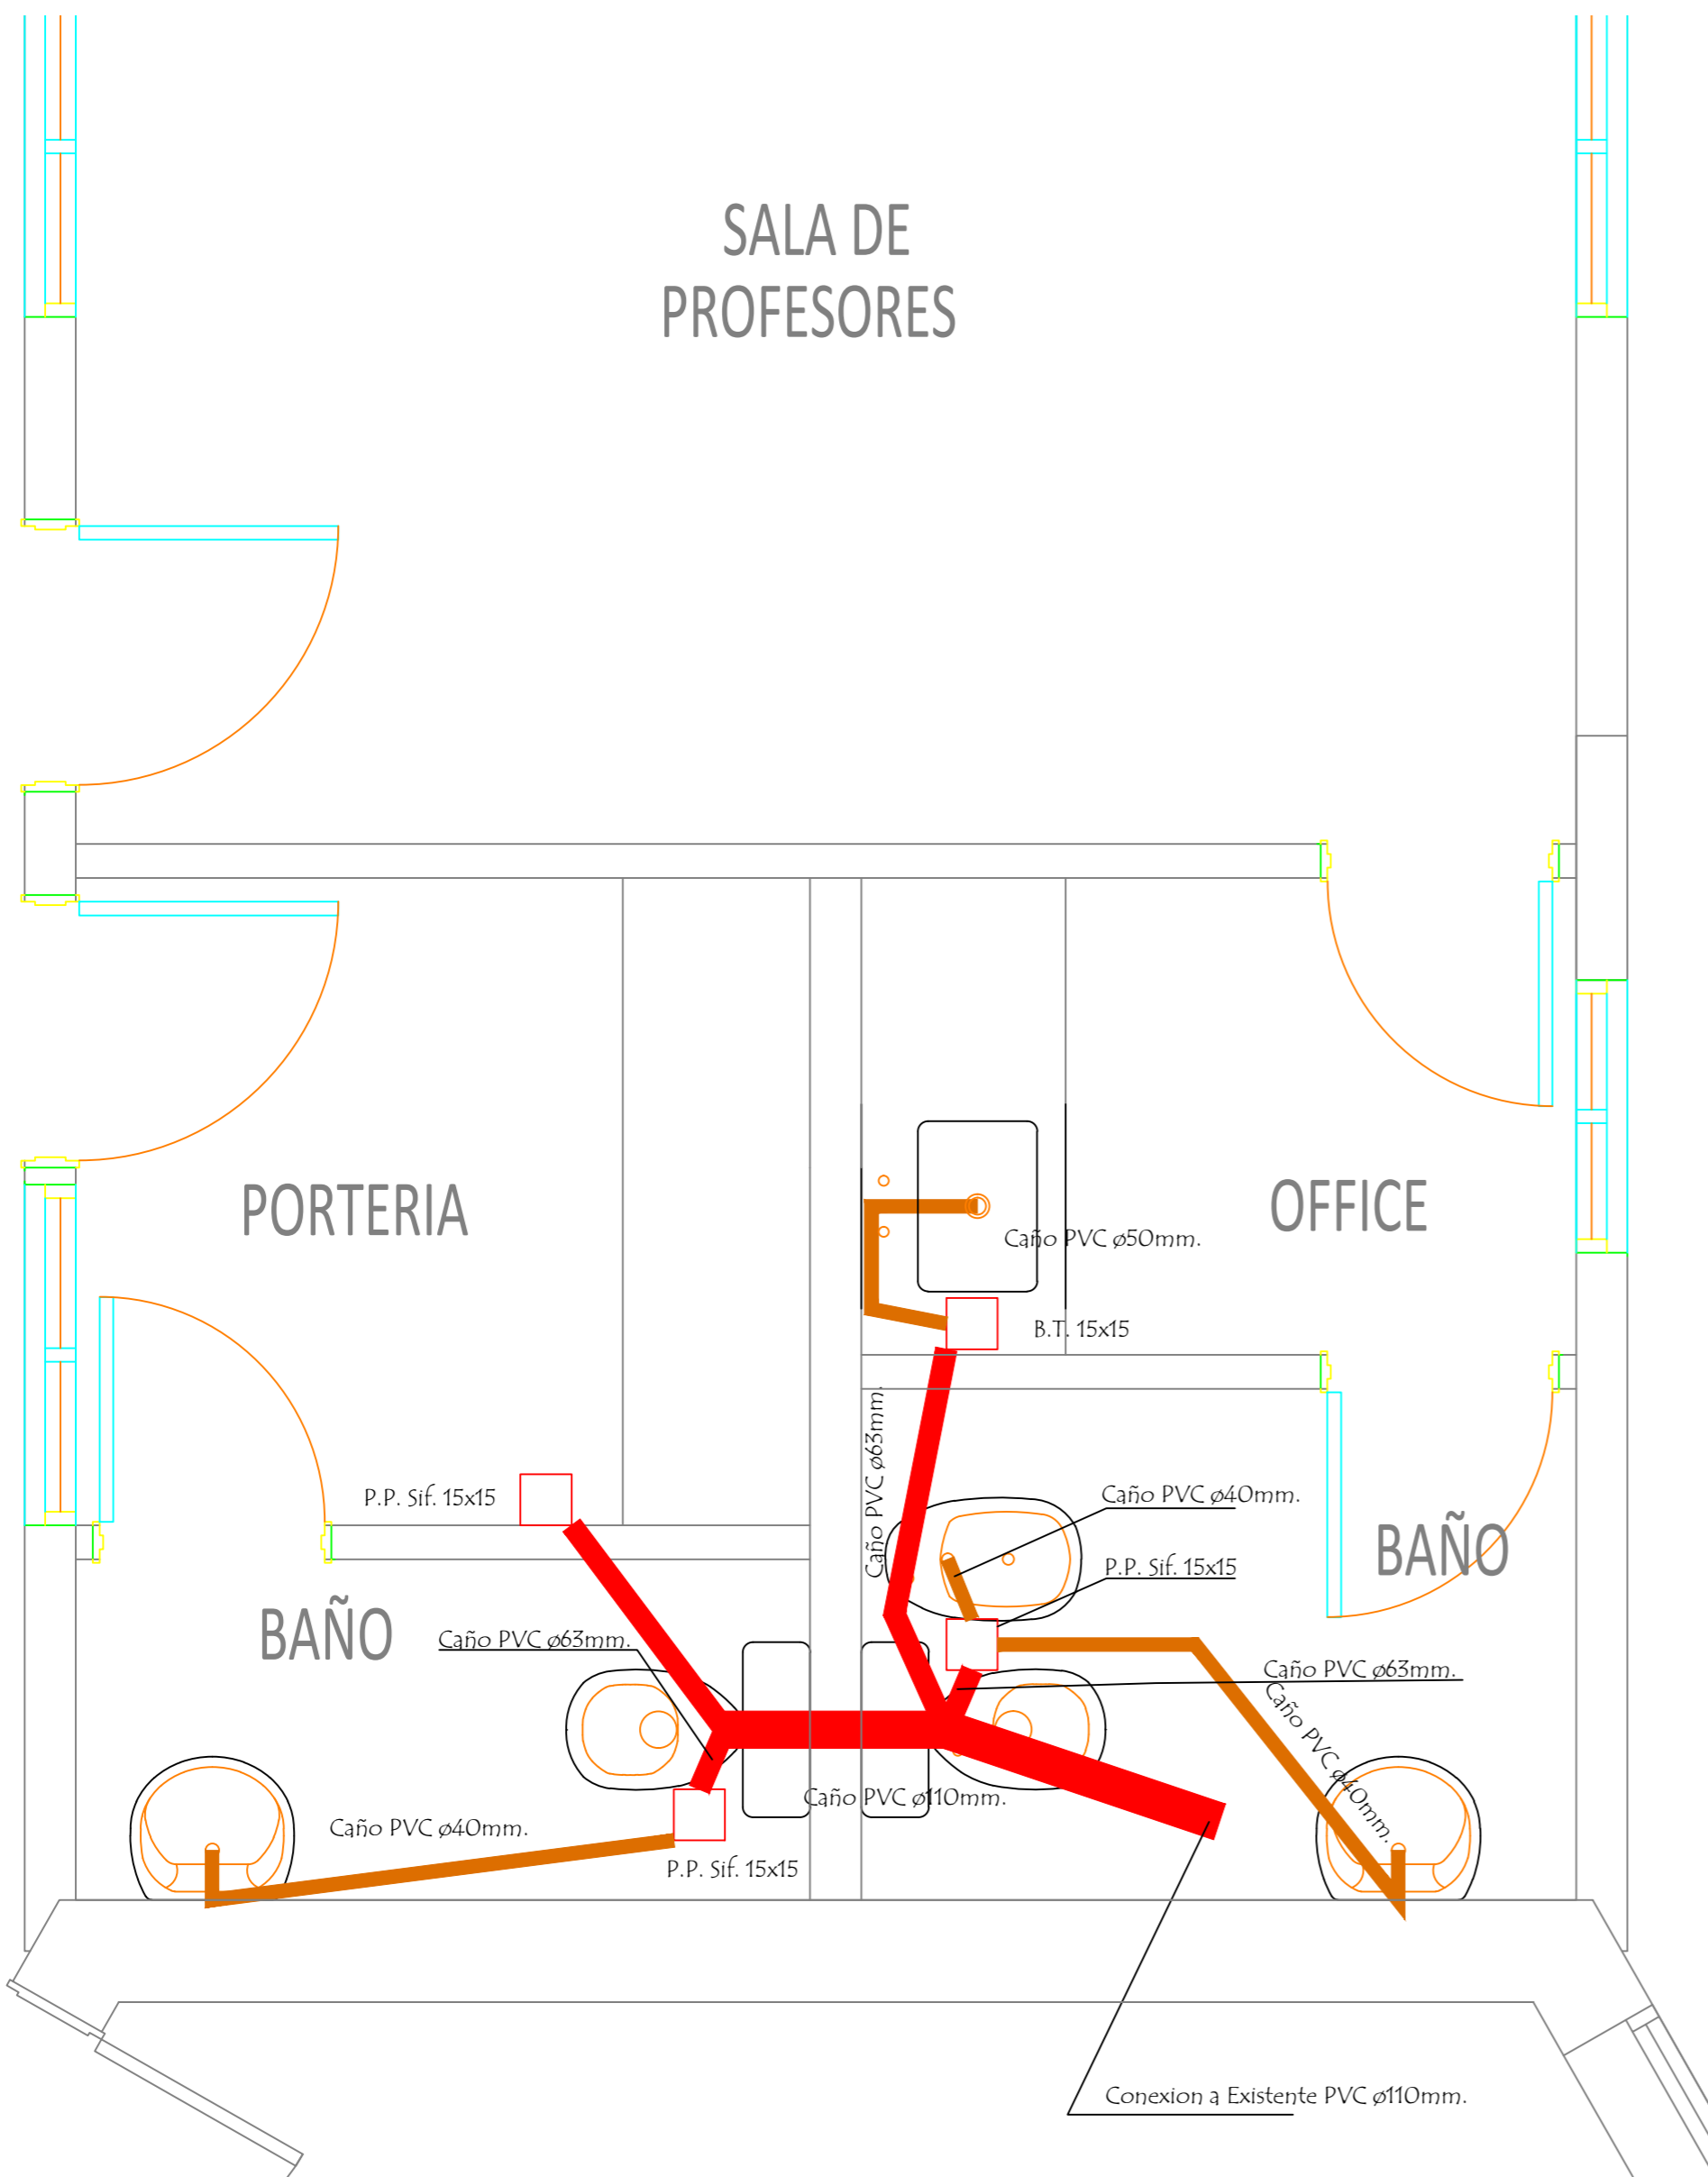 SALA DE
PROFESORES
PORTERIA
OFFICE
Caño PVC ø50mm.
B.T. 15x15
Caño PVC ø63mm.
P.P. Sif. 15x15
Caño PVC ø40mm.
BAÑO
P.P. Sif. 15x15
BAÑO
Caño PVC ø63mm.
Caño PVC ø63mm.
Caño PVC ø40mm.
Caño PVC ø110mm.
Caño PVC ø40mm.
P.P. Sif. 15x15
Conexion a Existente PVC ø110mm.